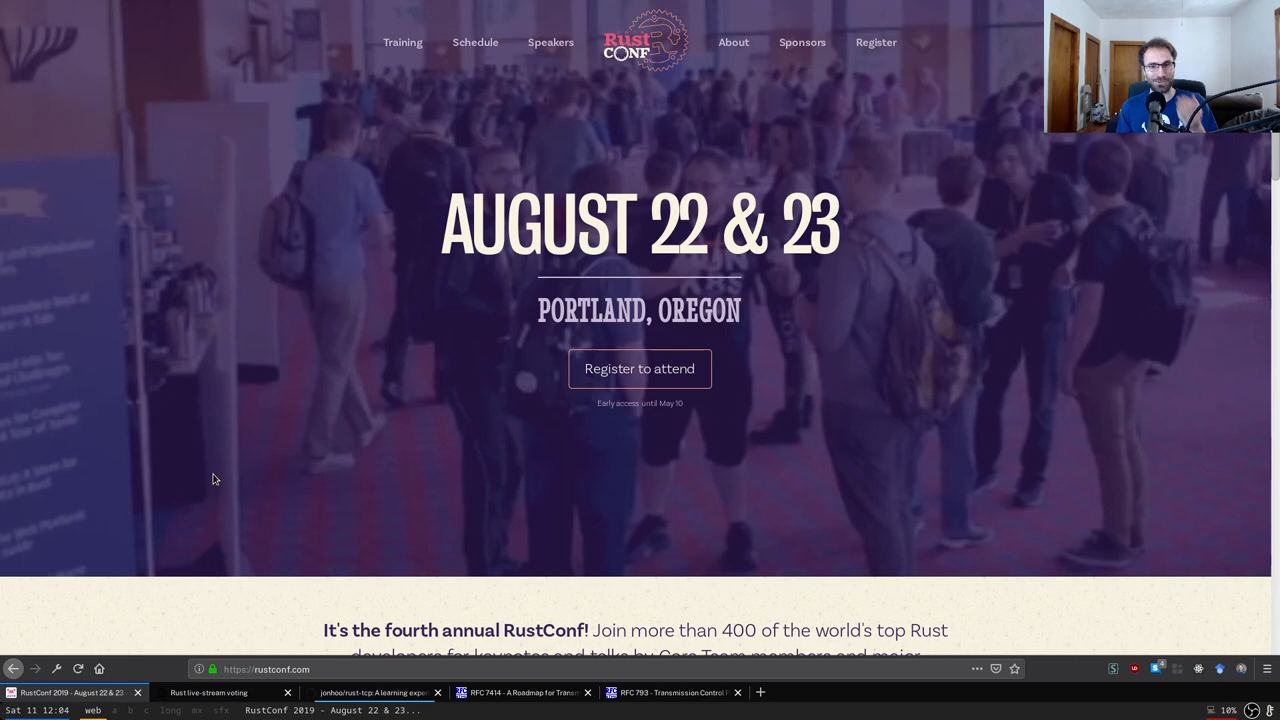 Training
Schedule
Speakers
Rust
CONF
About
Sponsors
Register
AUGUST 22 & 23
PORTLAND, OREGON
Register to attend
Early access until May 10
It's the fourth annual RustConf! Join more than 400 of the world's top Rust
https://rustconf.com
RustConf 2019 - August 22 & 23
Rust live-stream voting
jonhoo/rust-tcp: A learning exper
RFC 7414 - A Roadmap for Transm
RFC 793 - Transmission Control P
Sat 11 12:04 web a b c long mx sfx RustConf 2019 - August 22 & 23...
10%